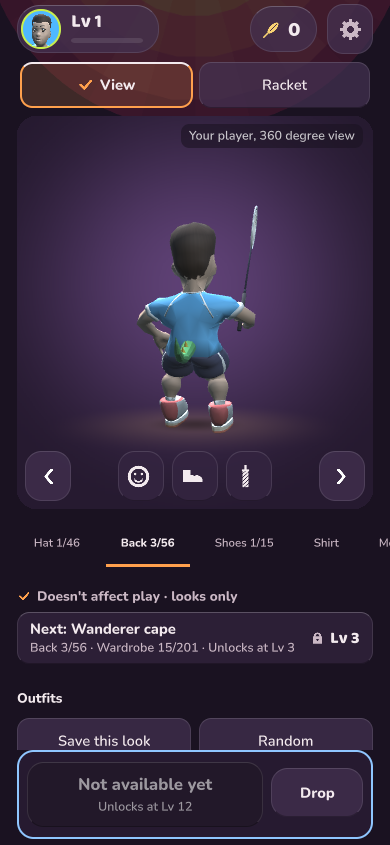 Lv 1
0
View
Racket
Your player, 360 degree view
Hat 1/46
Back 3/56
Shoes 1/15
Shirt
Doesn't affect play · looks only
Next: Wanderer cape
Back 3/56 · Wardrobe 15/201 · Unlocks at Lv 3
Lv 3
Outfits
Save this look
Random
Not available yet
Unlocks at Lv 12
Drop